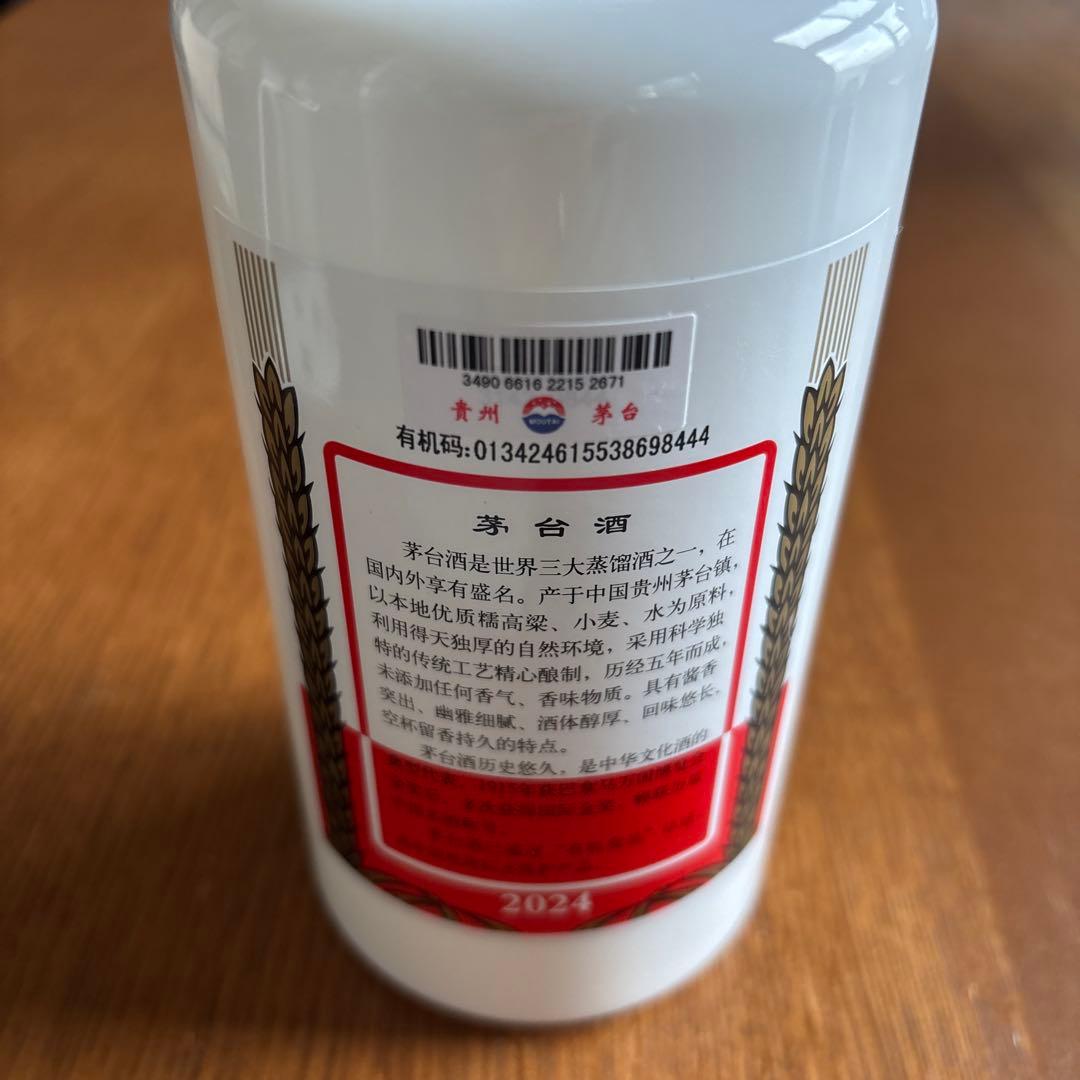 3490 6616 2215 2671
贵州 MOUTAI 茅台
有机码:013424615538698444
茅台酒
茅台酒是世界三大蒸馏酒之一，在
国内外享有盛名。产于中国贵州茅台镇，
以本地优质糯高粱、小麦、水为原料，
利用得天独厚的自然环境，采用科学独
特的传统工艺精心酿制，历经五年而成，
未添加任何香气、香味物质。具有酱香
突出、幽雅细腻、酒体醇厚、回味悠长，
空杯留香持久的特点。
茅台酒历史悠久，是中华文化酒的
2024